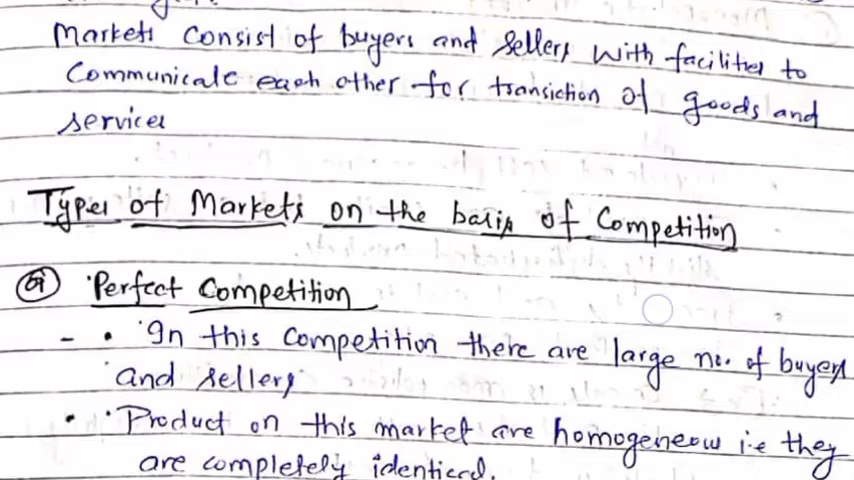 Markets consist of buyers and sellers with facilities to
Communicate each other for transiction of goods and
services
Types of Markets on the basis of Competition
Perfect Competition
- • In this Competition there are large no. of buyers
and sellers
• Product on this market are homogeneous i.e they
are completely identicad.